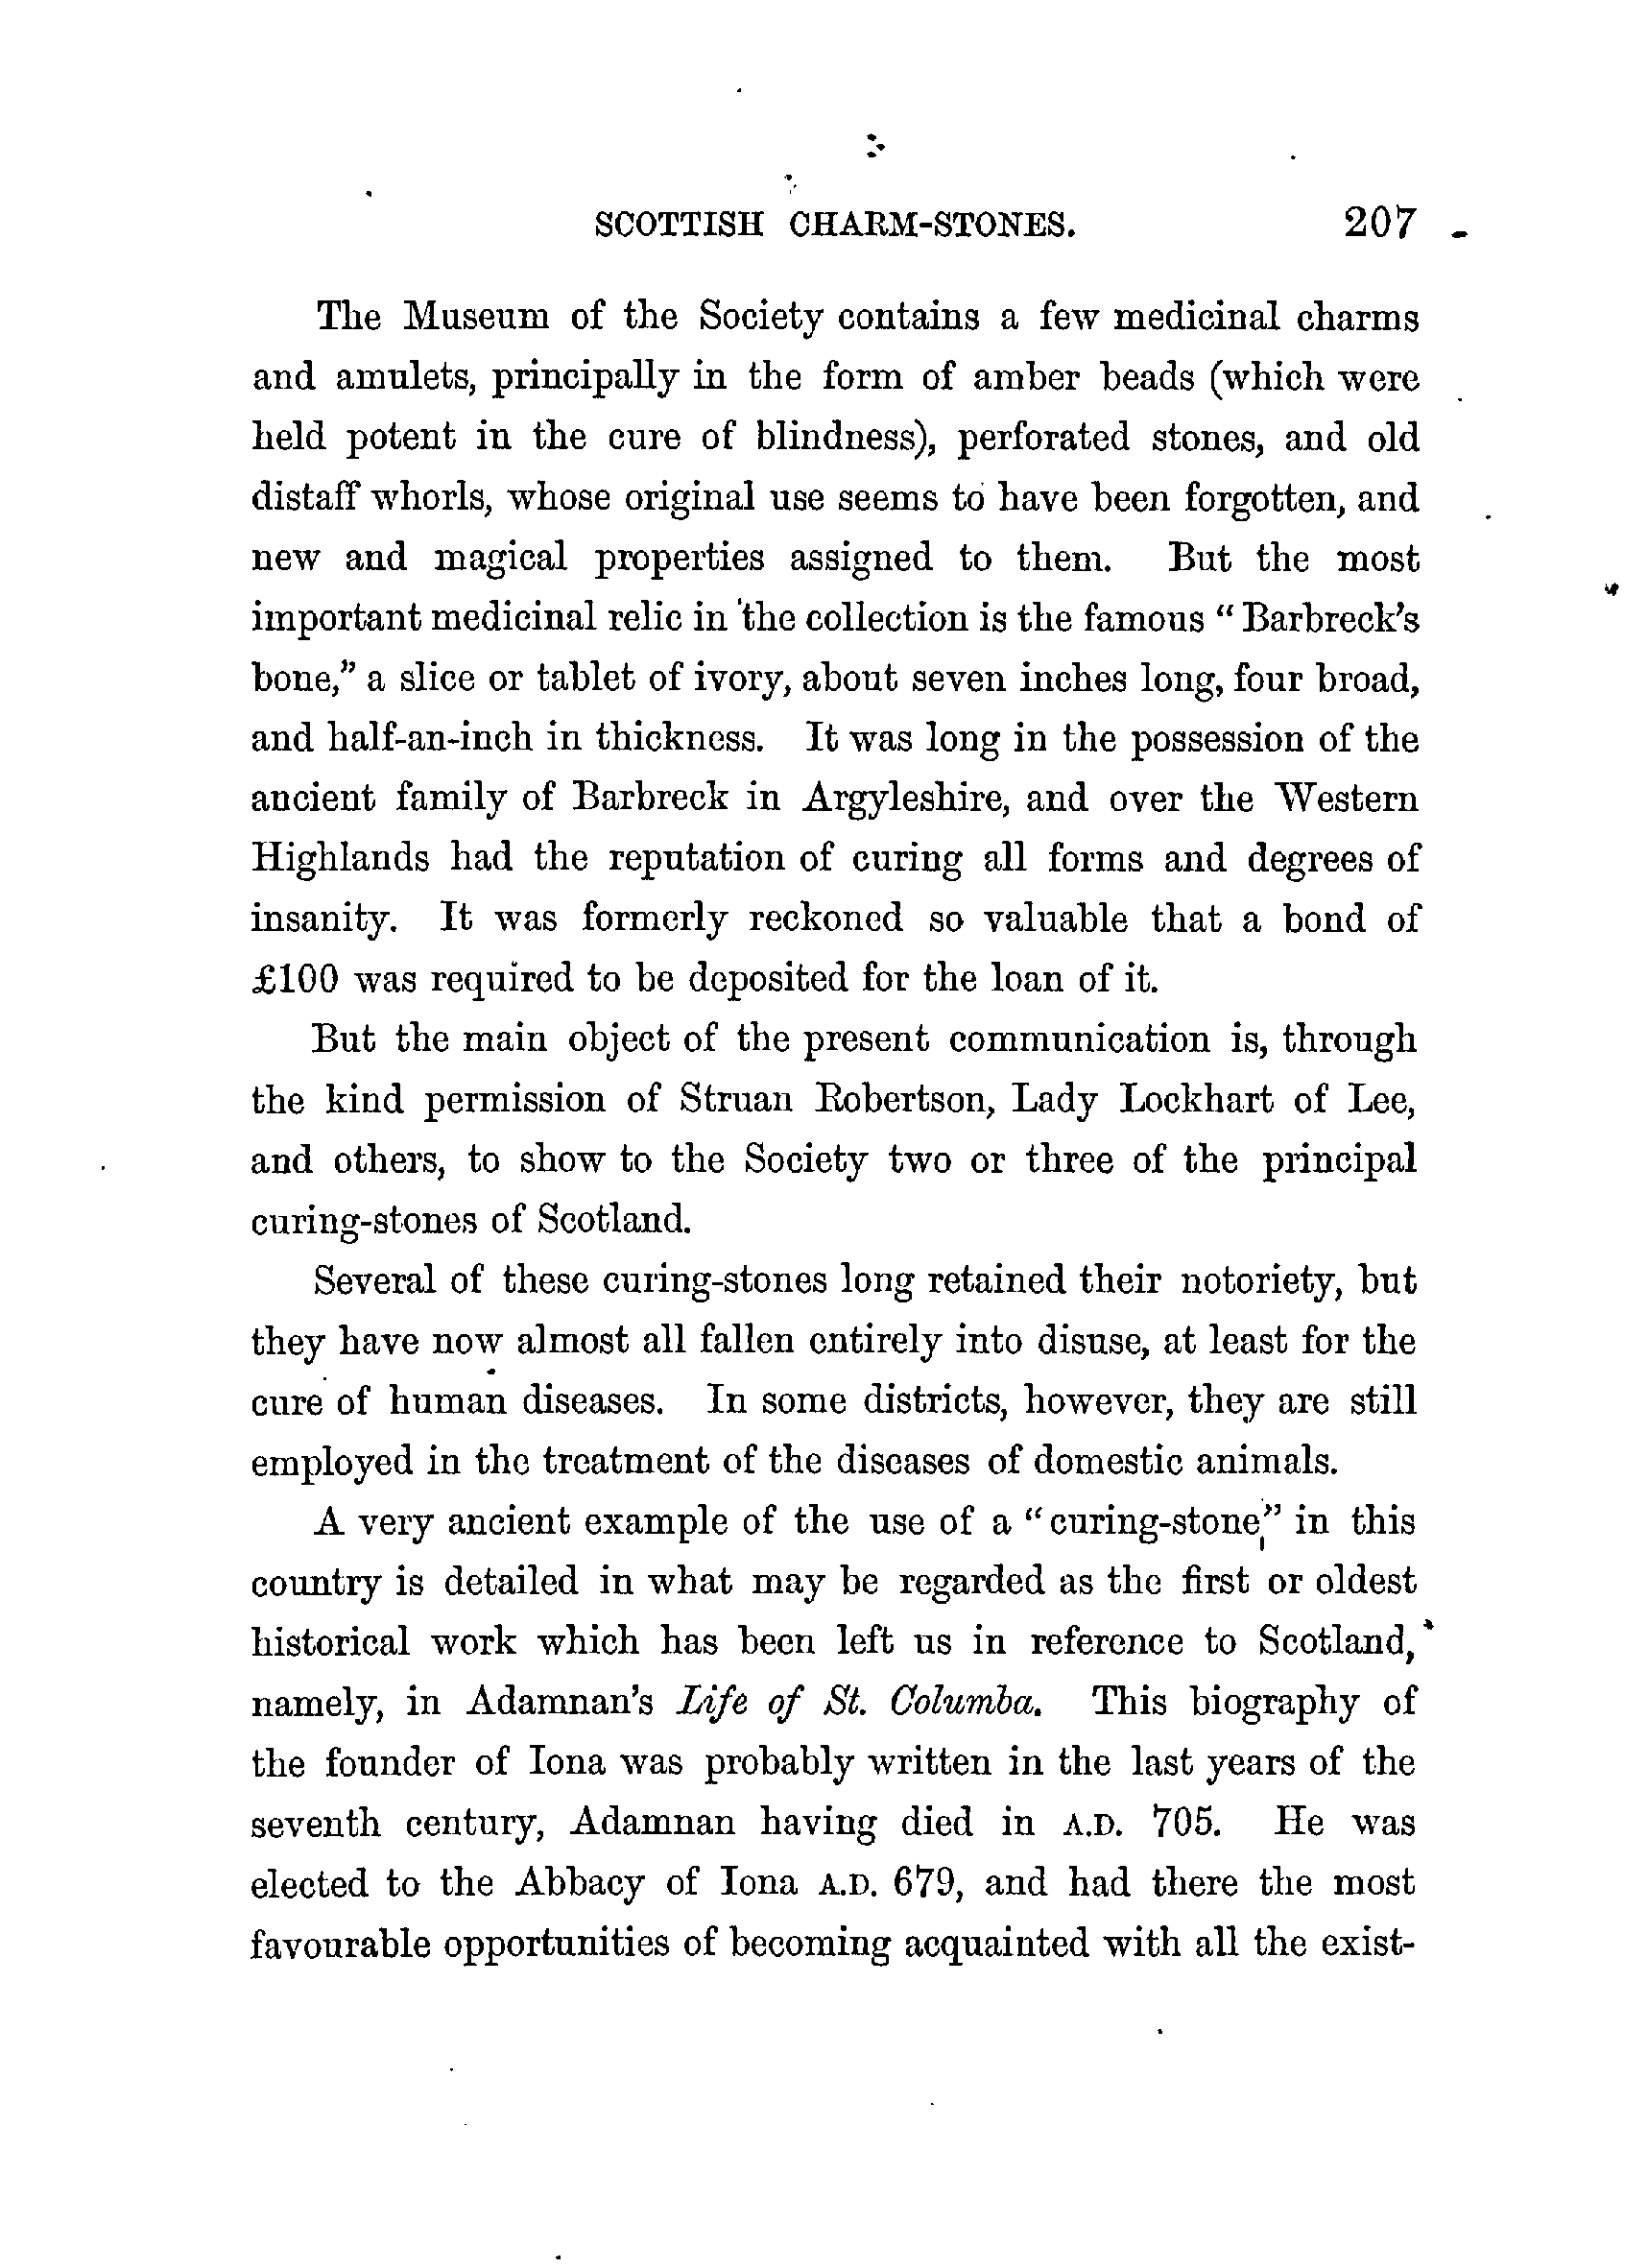 SCOTTISH CHARM-STONES. 207
The Museum of the Society contains a few medicinal charms
and amulets, principally in the form of amber beads (which were
held potent in the cure of blindness), perforated stones, and old
distaff whorls, whose original use seems to have been forgotten, and
new and magical properties assigned to them. But the most
important medicinal relic in the collection is the famous “Barbreck’s
bone,” a slice or tablet of ivory, about seven inches long, four broad,
and half-an-inch in thickness. It was long in the possession of the
ancient family of Barbreck in Argyleshire, and over the Western
Highlands had the reputation of curing all forms and degrees of
insanity. It was formerly reckoned so valuable that a bond of
£100 was required to be deposited for the loan of it.
But the main object of the present communication is, through
the kind permission of Struan Robertson, Lady Lockhart of Lee,
and others, to show to the Society two or three of the principal
curing-stones of Scotland.
Several of these curing-stones long retained their notoriety, but
they have now almost all fallen entirely into disuse, at least for the
cure of human diseases. In some districts, however, they are still
employed in the treatment of the diseases of domestic animals.
A very ancient example of the use of a “curing-stone” in this
country is detailed in what may be regarded as the first or oldest
historical work which has been left us in reference to Scotland,
namely, in Adamnan’s Life of St. Columba. This biography of
the founder of Iona was probably written in the last years of the
seventh century, Adamnan having died in A.D. 705. He was
elected to the Abbacy of Iona A.D. 679, and had there the most
favourable opportunities of becoming acquainted with all the exist-